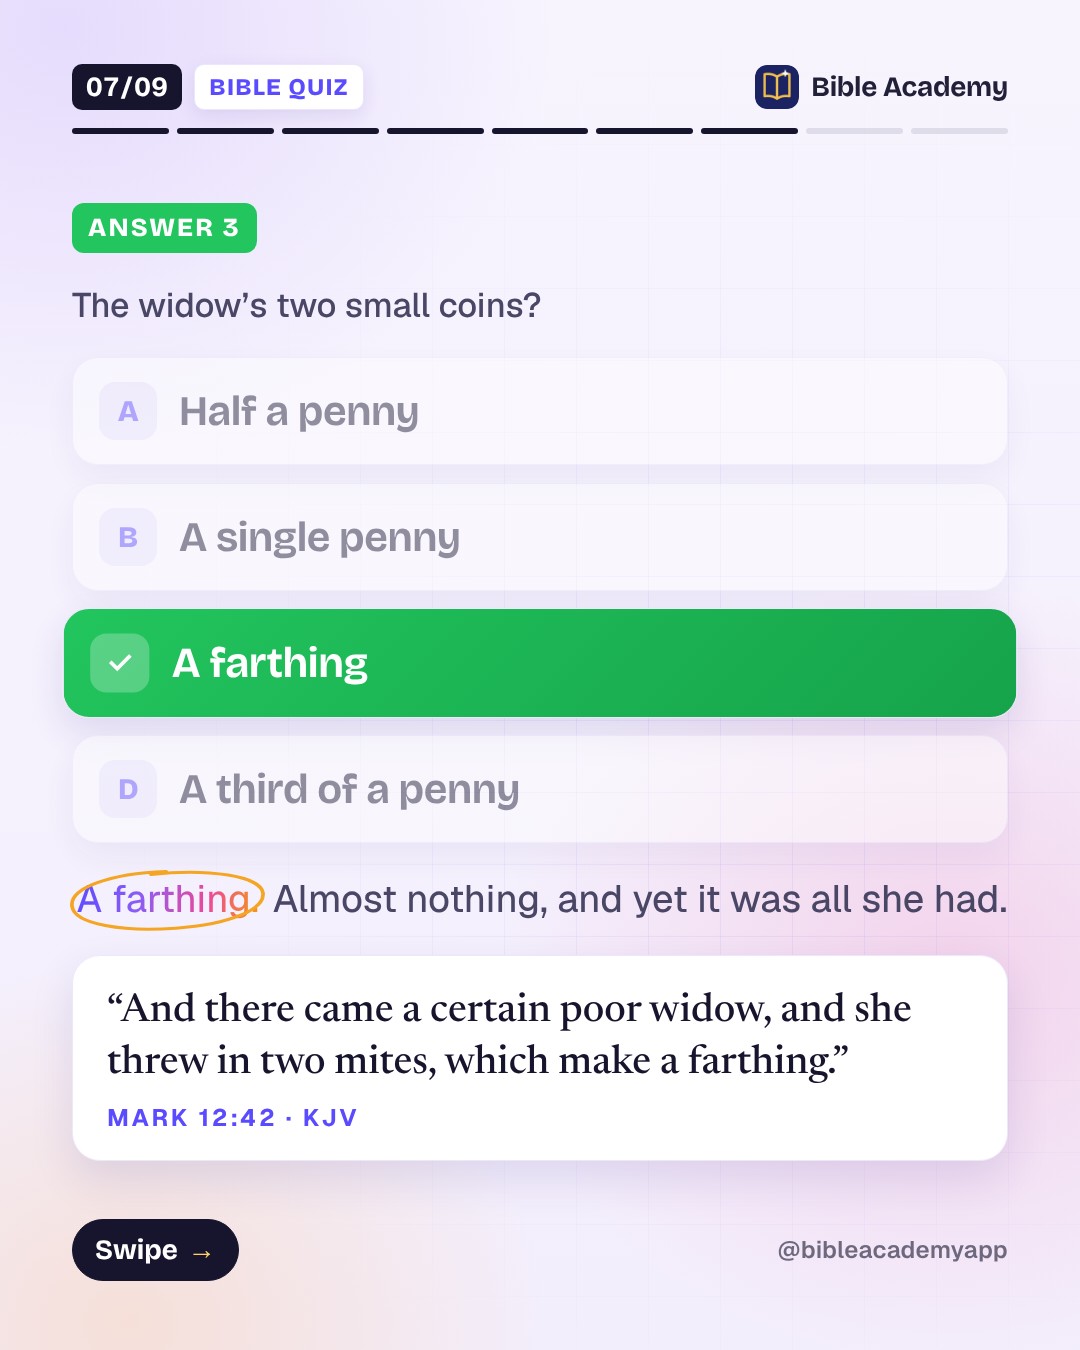 07/09
BIBLE QUIZ
Bible Academy
ANSWER 3
The widow’s two small coins?
A
Half a penny
B
A single penny
A farthing
D
A third of a penny
A farthing. Almost nothing, and yet it was all she had.
“And there came a certain poor widow, and she
threw in two mites, which make a farthing.”
MARK 12:42 · KJV
Swipe →
@bibleacademyapp